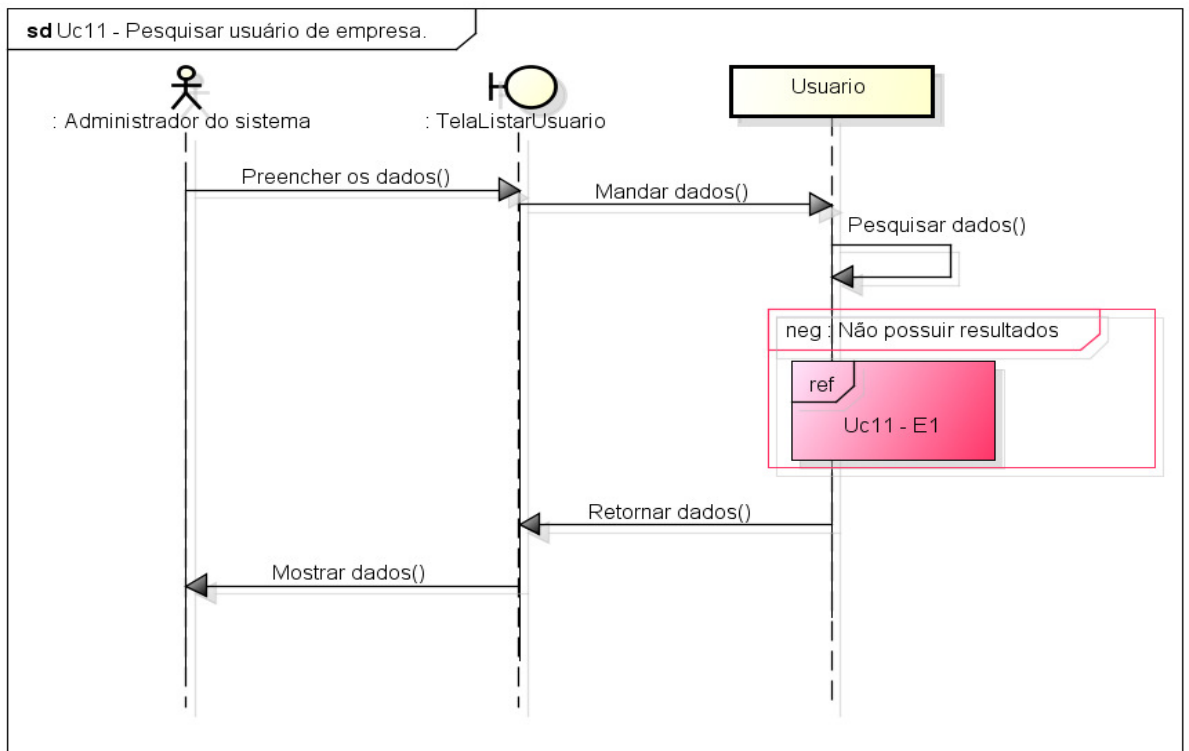 sd Uc11 - Pesquisar usuário de empresa.
: Administrador do sistema
: TelaListarUsuario
Usuario
Preencher os dados()
Mandar dados()
Pesquisar dados()
neg : Não possuir resultados
ref
Uc11 - E1
Retornar dados()
Mostrar dados()